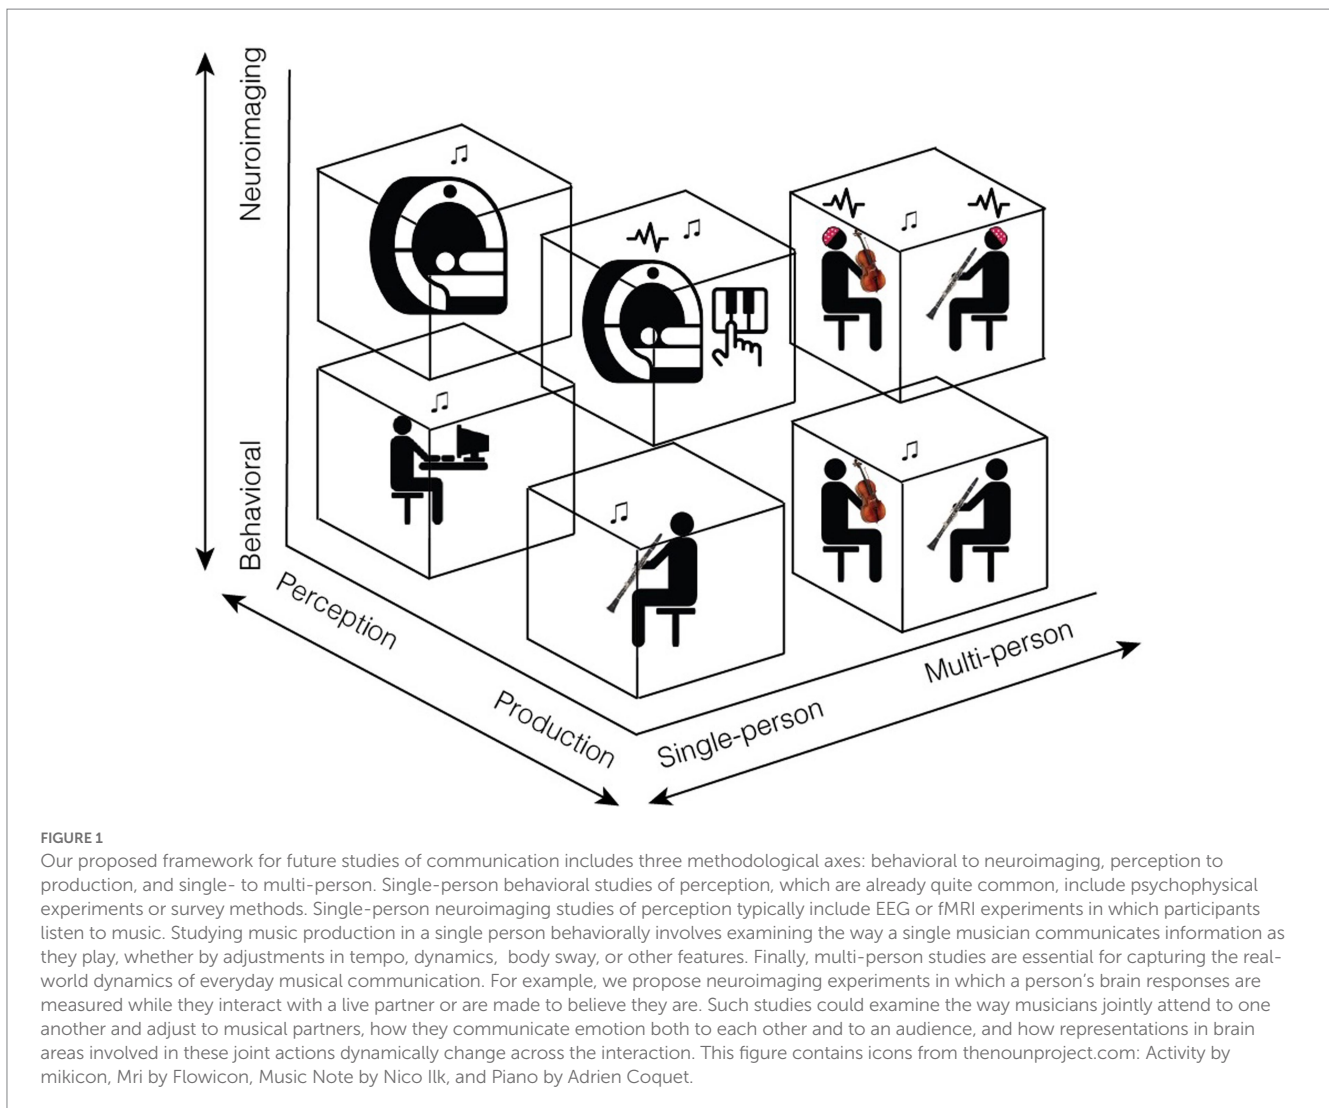 Neuroimaging
Behavioral
Perception
Production
Single-person
Multi-person
FIGURE 1
Our proposed framework for future studies of communication includes three methodological axes: behavioral to neuroimaging, perception to
production, and single- to multi-person. Single-person behavioral studies of perception, which are already quite common, include psychophysical
experiments or survey methods. Single-person neuroimaging studies of perception typically include EEG or fMRI experiments in which participants
listen to music. Studying music production in a single person behaviorally involves examining the way a single musician communicates information as
they play, whether by adjustments in tempo, dynamics, body sway, or other features. Finally, multi-person studies are essential for capturing the real-
world dynamics of everyday musical communication. For example, we propose neuroimaging experiments in which a person's brain responses are
measured while they interact with a live partner or are made to believe they are. Such studies could examine the way musicians jointly attend to one
another and adjust to musical partners, how they communicate emotion both to each other and to an audience, and how representations in brain
areas involved in these joint actions dynamically change across the interaction. This figure contains icons from thenounproject.com: Activity by
mikicon, Mri by Flowicon, Music Note by Nico Ilk, and Piano by Adrien Coquet.